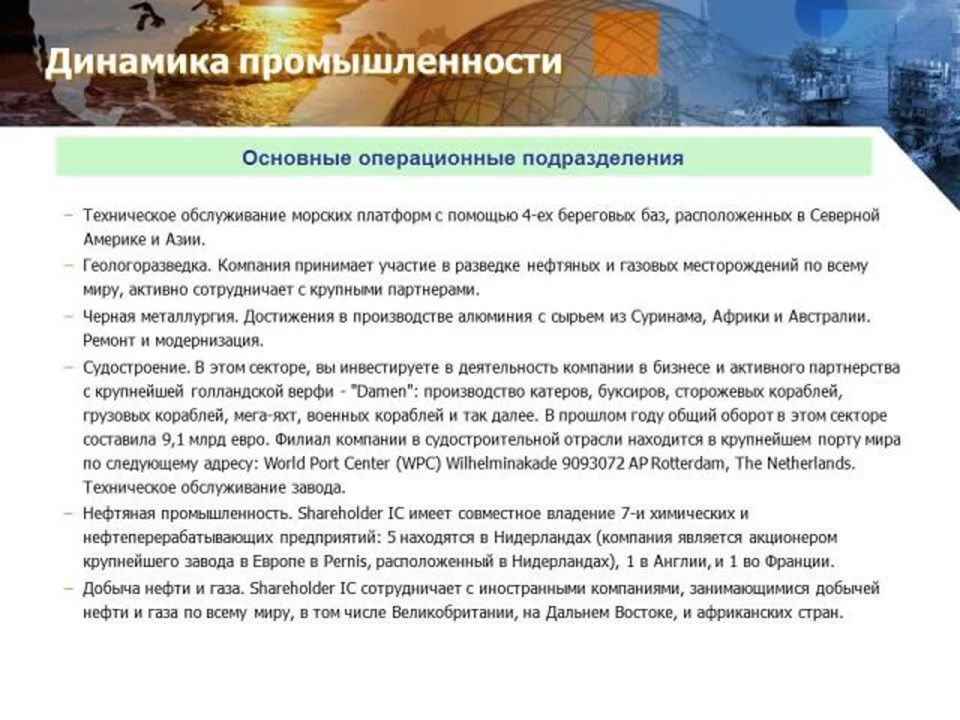 Динамика промышленности
Основные операционные подразделения
– Техническое обслуживание морских платформ с помощью 4-ех береговых баз, расположенных в Северной
Америке и Азии.
– Геологоразведка. Компания принимает участие в разведке нефтяных и газовых месторождений по всему
миру, активно сотрудничает с крупными партнерами.
– Черная металлургия. Достижения в производстве алюминия с сырьем из Суринама, Африки и Австралии.
Ремонт и модернизация.
– Судостроение. В этом секторе, вы инвестируете в деятельность компании в бизнесе и активного партнерства
с крупнейшей голландской верфи - "Damen": производство катеров, буксиров, сторожевых кораблей,
грузовых кораблей, мега-яхт, военных кораблей и так далее. В прошлом году общий оборот в этом секторе
составила 9,1 млрд евро. Филиал компании в судостроительной отрасли находится в крупнейшем порту мира
по следующему адресу: World Port Center (WPC) Wilhelminakade 9093072 AP Rotterdam, The Netherlands.
Техническое обслуживание завода.
– Нефтяная промышленность. Shareholder IC имеет совместное владение 7-и химических и
нефтеперерабатывающих предприятий: 5 находятся в Нидерландах (компания является акционером
крупнейшего завода в Европе в Pernis, расположенный в Нидерландах), 1 в Англии, и 1 во Франции.
– Добыча нефти и газа. Shareholder IC сотрудничает с иностранными компаниями, занимающимися добычей
нефти и газа по всему миру, в том числе Великобритании, на Дальнем Востоке, и африканских стран.